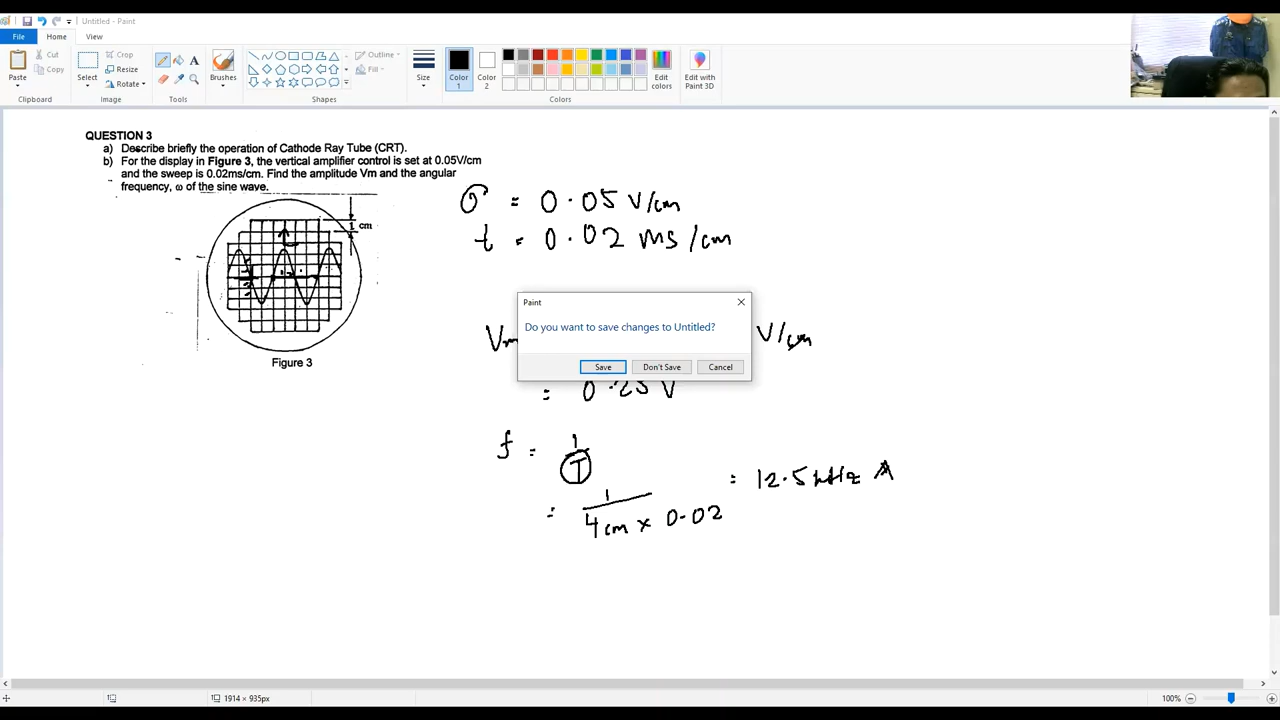 Untitled - Paint
File Home View
Paste
Cut
Copy
Clipboard
Select
Crop
Resize
Rotate
Image
Tools
Brushes
Shapes
Outline
Fill
Size
Color 1
Color 2
Edit colors
Colors
Edit with Paint 3D
QUESTION 3
a) Describe briefly the operation of Cathode Ray Tube (CRT).
b) For the display in Figure 3, the vertical amplifier control is set at 0.05V/cm
and the sweep is 0.02ms/cm. Find the amplitude Vm and the angular
frequency, ω of the sine wave.
1 cm
Figure 3
= 0.05 V/cm
t = 0.02 ms/cm
Paint
Do you want to save changes to Untitled?
Save Don't Save Cancel
Vm V/cm
= 0.25 V
f = 1
T
= 1
4cm x 0.02
= 12.5 kHz
1914 × 935px
100%